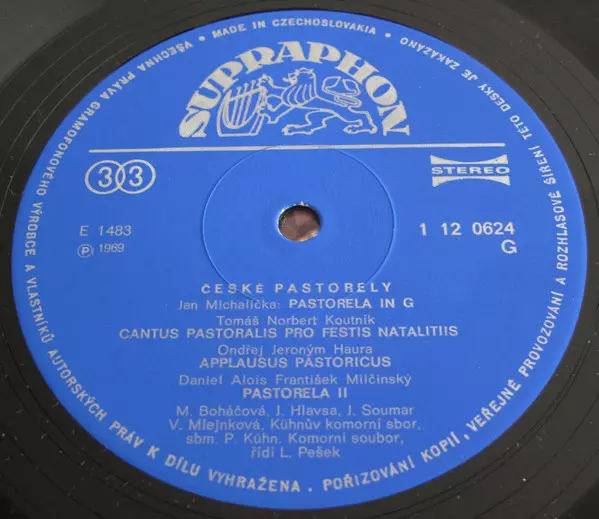 VŠECHNA PRÁVA GRAMOFONOVÉHO VÝROBCE A VLASTNÍKŮ AUTORSKÝCH PRÁV K DÍLU VYHRAŽENA. POŘIZOVÁNÍ KOPIÍ, VEŘEJNÉ PROVOZOVÁNÍ A ROZHLASOVÉ ŠÍŘENÍ TÉTO DESKY JE ZAKÁZÁNO • MADE IN CZECHOSLOVAKIA •
SUPRAPHON
33
STEREO
E 1483
Ⓟ 1969
1 12 0624
G
ČESKÉ PASTORELY
Jan Michalička: PASTORELA IN G
Tomáš Norbert Koutník
CANTUS PASTORALIS PRO FESTIS NATALITIIS
Ondřej Jeroným Haura
APPLAUSUS PASTORICUS
Daniel Alois František Milčinský
PASTORELA II
M. Boháčová, J. Hlavsa, J. Soumar
V. Mlejnková, Kühnův komorní sbor,
sbm. P. Kühn. Komorní soubor,
řídí L. Pešek